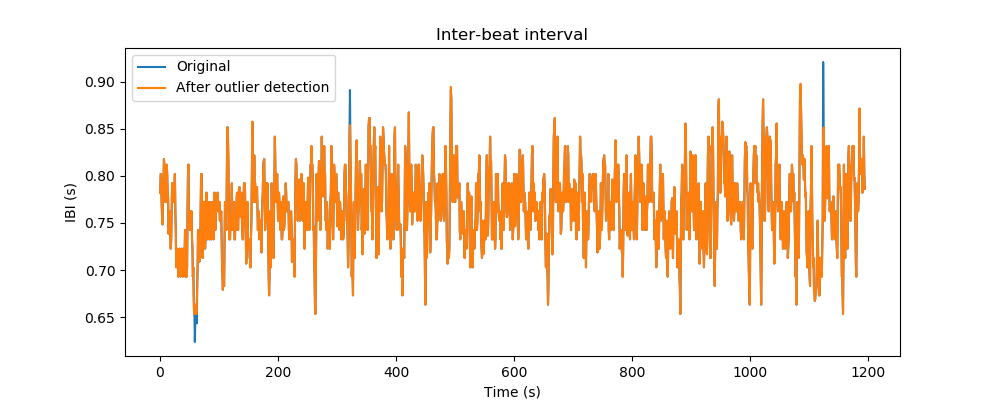 Inter-beat interval
Original
After outlier detection
IBI (s)
0.90
0.85
0.80
0.75
0.70
0.65
0 200 400 600 800 1000 1200
Time (s)